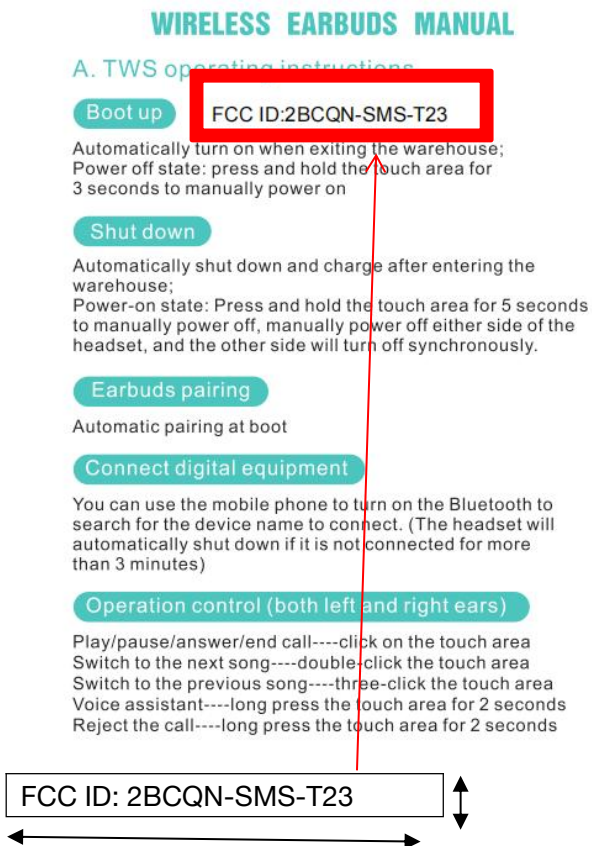 WIRELESS EARBUDS MANUAL
A. TWS operating instructions
Boot up
FCC ID:2BCQN-SMS-T23
Automatically turn on when exiting the warehouse;
Power off state: press and hold the touch area for
3 seconds to manually power on
Shut down
Automatically shut down and charge after entering the
warehouse;
Power-on state: Press and hold the touch area for 5 seconds
to manually power off, manually power off either side of the
headset, and the other side will turn off synchronously.
Earbuds pairing
Automatic pairing at boot
Connect digital equipment
You can use the mobile phone to turn on the Bluetooth to
search for the device name to connect. (The headset will
automatically shut down if it is not connected for more
than 3 minutes)
Operation control (both left and right ears)
Play/pause/answer/end call----click on the touch area
Switch to the next song----double-click the touch area
Switch to the previous song----three-click the touch area
Voice assistant----long press the touch area for 2 seconds
Reject the call----long press the touch area for 2 seconds
FCC ID: 2BCQN-SMS-T23